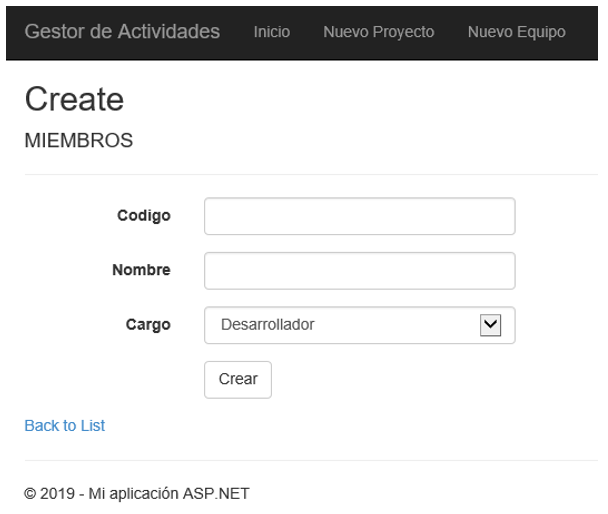 Gestor de Actividades Inicio Nuevo Proyecto Nuevo Equipo
Create
MIEMBROS
Codigo
Nombre
Cargo Desarrollador
Crear
Back to List
© 2019 - Mi aplicación ASP.NET